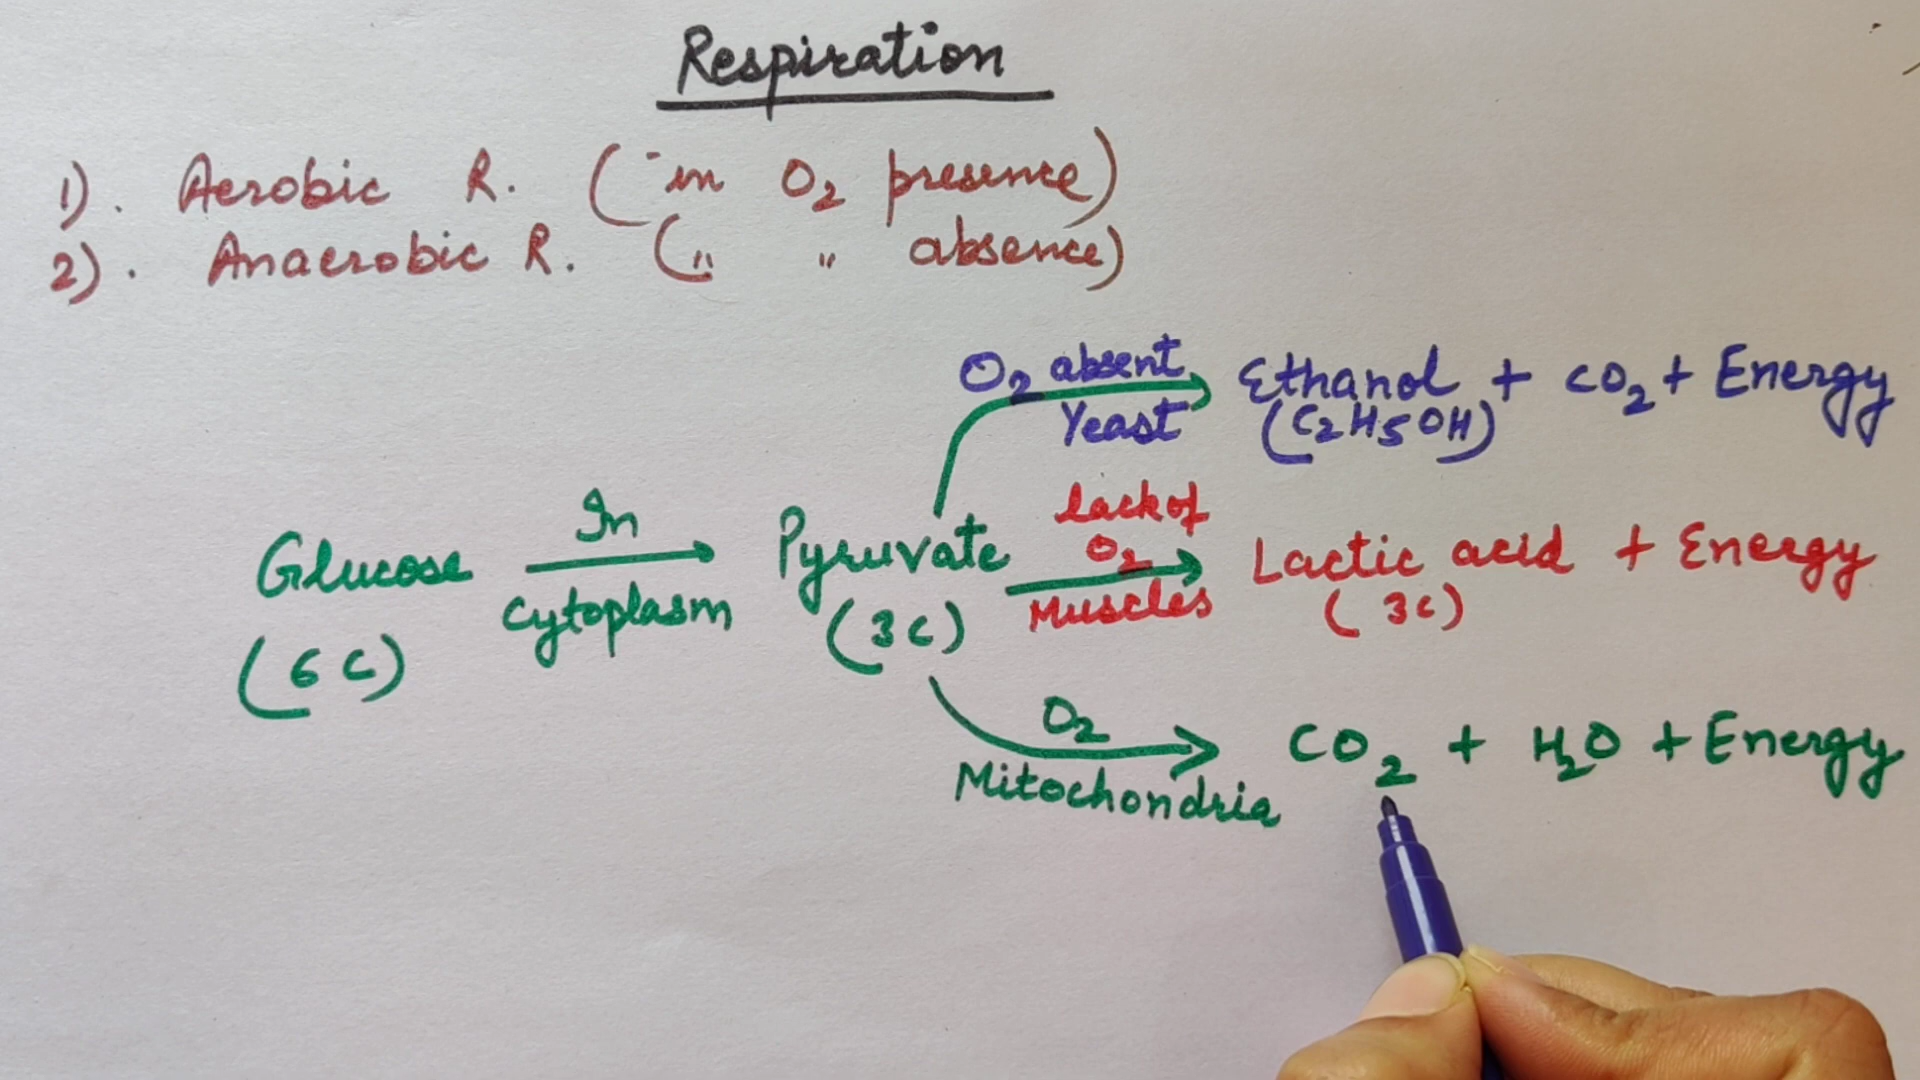 Respiration
1). Aerobic R. (in O2 presence)
2). Anaerobic R. (" " absence)
O2 absent
Yeast
Ethanol + CO2 + Energy
(C2H5OH)
Glucose
(6C)
In
Cytoplasm
Pyruvate
(3C)
lack of
O2
Muscles
Lactic acid + Energy
(3C)
O2
Mitochondria
CO2 + H2O + Energy